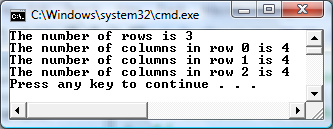 C:\Windows\system32\cmd.exe
The number of rows is 3
The number of columns in row 0 is 4
The number of columns in row 1 is 4
The number of columns in row 2 is 4
Press any key to continue . . .